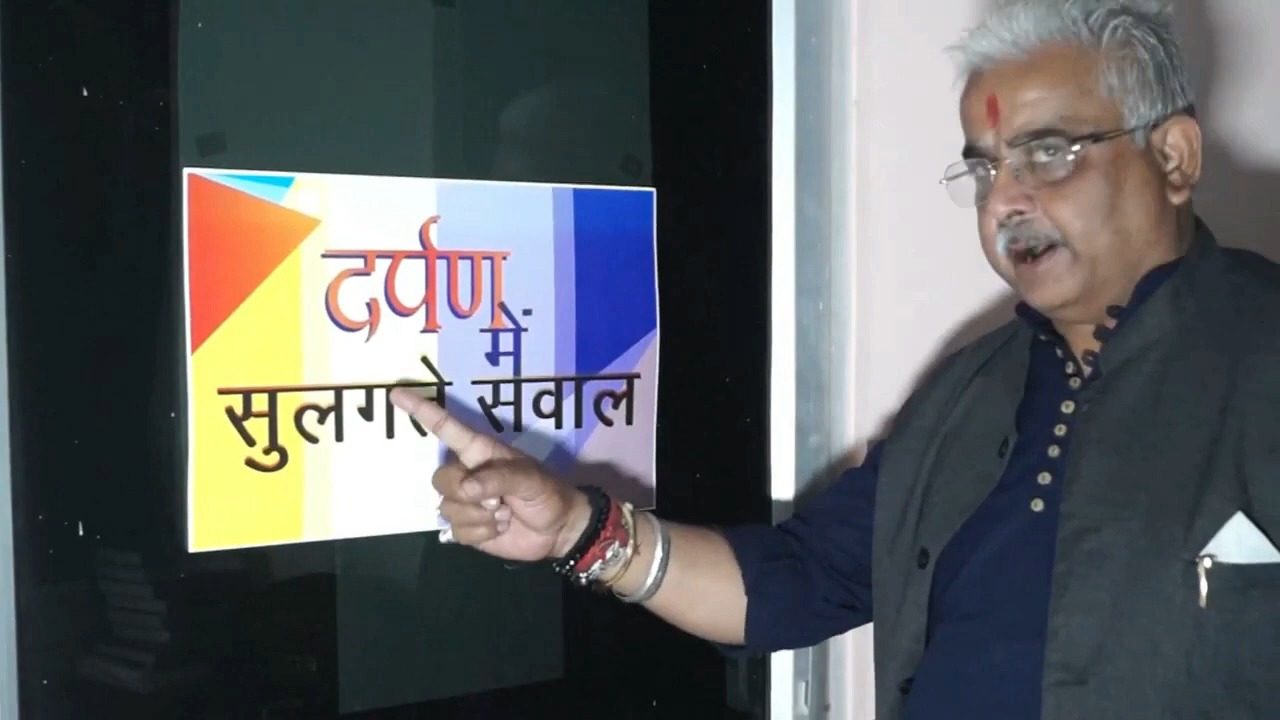 दर्पण
में
सुलगते सवाल